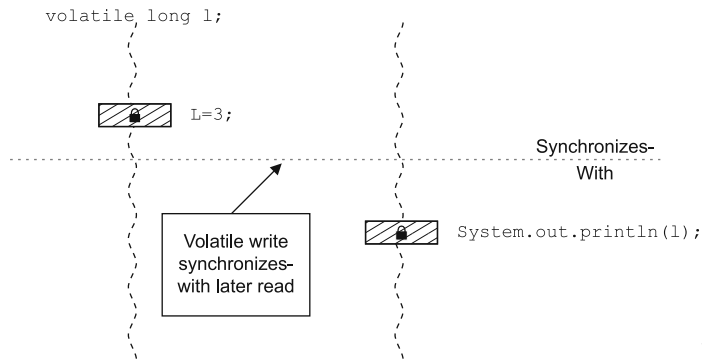 volatile long l;
L=3;
Synchronizes-
With
Volatile write
synchronizes-
with later read
System.out.println(l);